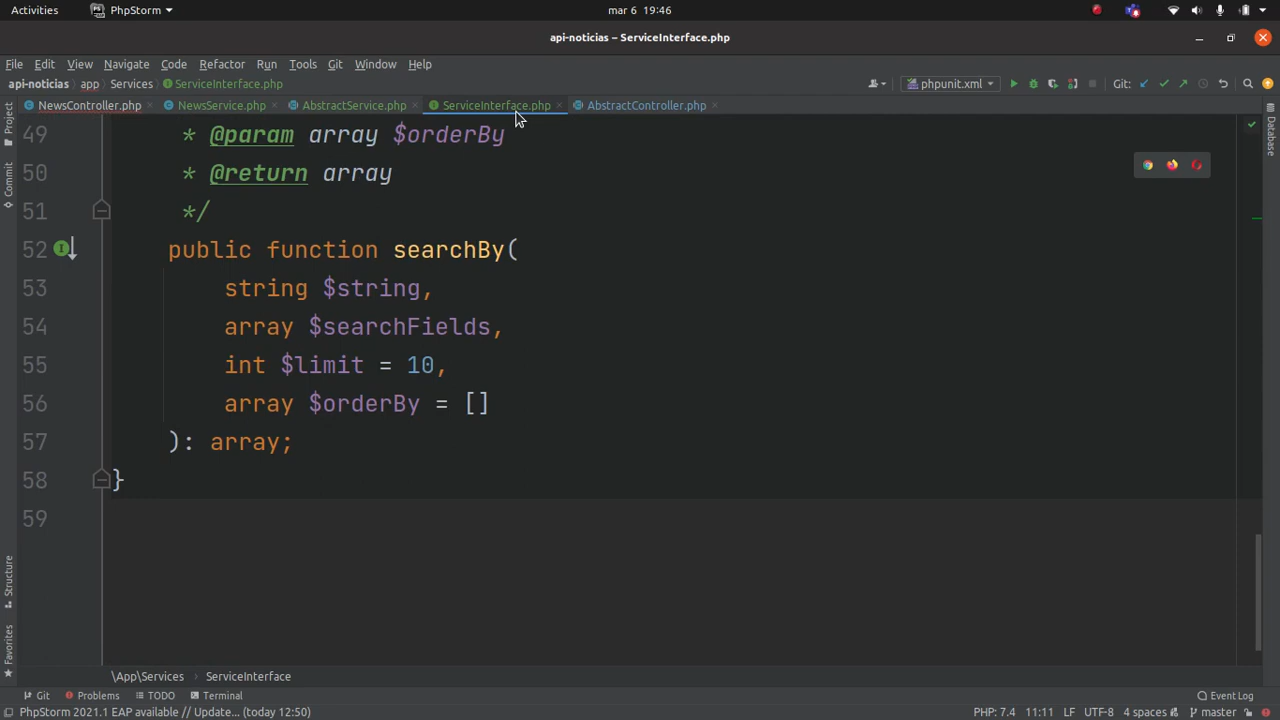 Activities PhpStorm mar 6 19:46
api-noticias – ServiceInterface.php
File Edit View Navigate Code Refactor Run Tools Git Window Help
api-noticias app Services ServiceInterface.php phpunit.xml Git:
NewsController.php NewsService.php AbstractService.php ServiceInterface.php AbstractController.php
Project
Commit
Structure
Favorites
Database
49 * @param array $orderBy
50 * @return array
51 */
52 public function searchBy(
53 string $string,
54 array $searchFields,
55 int $limit = 10,
56 array $orderBy = []
57 ): array;
58 }
59
\App\Services ServiceInterface
Git Problems TODO Terminal Event Log
PhpStorm 2021.1 EAP available // Update... (today 12:50) PHP: 7.4 11:11 LF UTF-8 4 spaces master